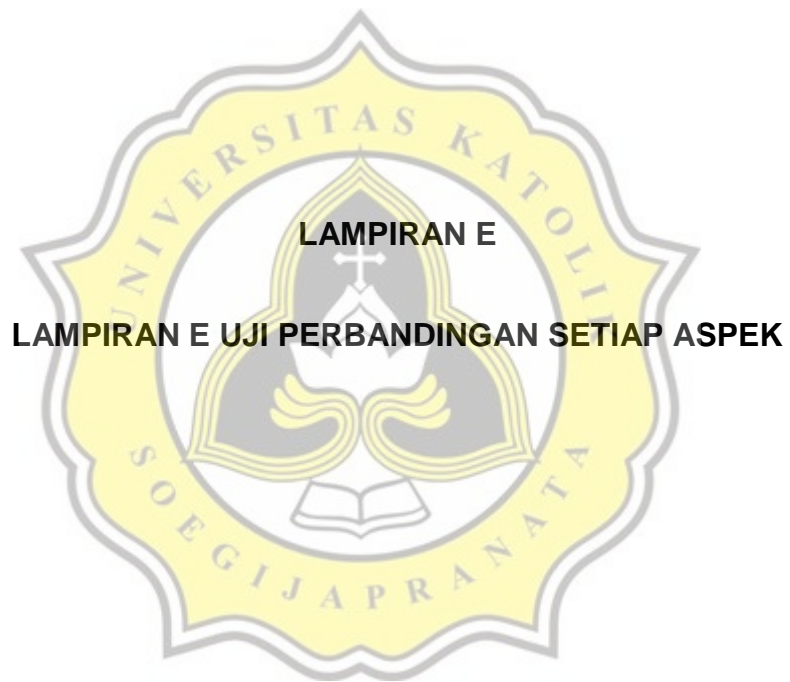 UNIVERSITAS KATOLIK
LAMPIRAN E
LAMPIRAN E UJI PERBANDINGAN SETIAP ASPEK
SOEGIJAPRANATA